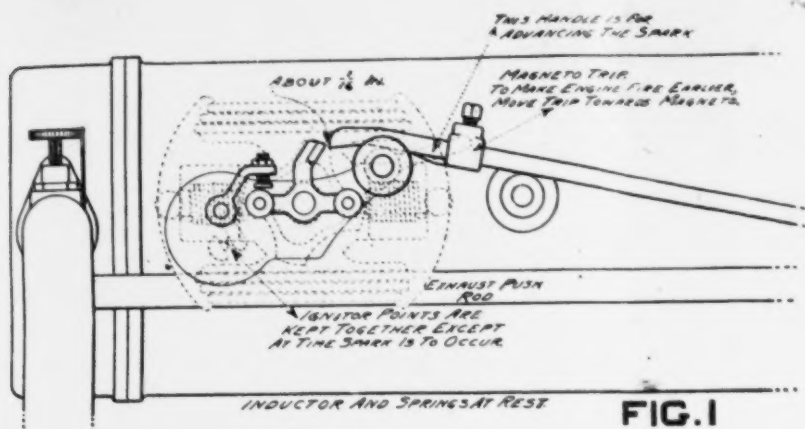 THIS HANDLE IS FOR
ADVANCING THE SPARK
ABOUT 1/16 IN.
MAGNETO TRIP.
TO MAKE ENGINE FIRE EARLIER,
MOVE TRIP TOWARDS MAGNETO.
EXHAUST PUSH
ROD
IGNITOR POINTS ARE
KEPT TOGETHER EXCEPT
AT TIME SPARK IS TO OCCUR.
INDUCTOR AND SPRINGS AT REST.
FIG. 1